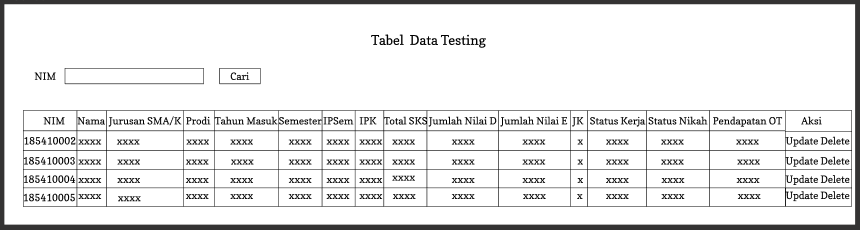 Tabel Data Testing
NIM Cari
NIM Nama Jurusan SMA/K Prodi Tahun Masuk Semester IPSem IPK Total SKS Jumlah Nilai D Jumlah Nilai E JK Status Kerja Status Nikah Pendapatan OT Aksi
185410002 xxxx xxxx xxxx xxxx xxxx xxxx xxxx xxxx xxxx xxxx x xxxx xxxx xxxx Update Delete
185410003 xxxx xxxx xxxx xxxx xxxx xxxx xxxx xxxx xxxx xxxx x xxxx xxxx xxxx Update Delete
185410004 xxxx xxxx xxxx xxxx xxxx xxxx xxxx xxxx xxxx xxxx x xxxx xxxx xxxx Update Delete
185410005 xxxx xxxx xxxx xxxx xxxx xxxx xxxx xxxx xxxx xxxx x xxxx xxxx xxxx Update Delete